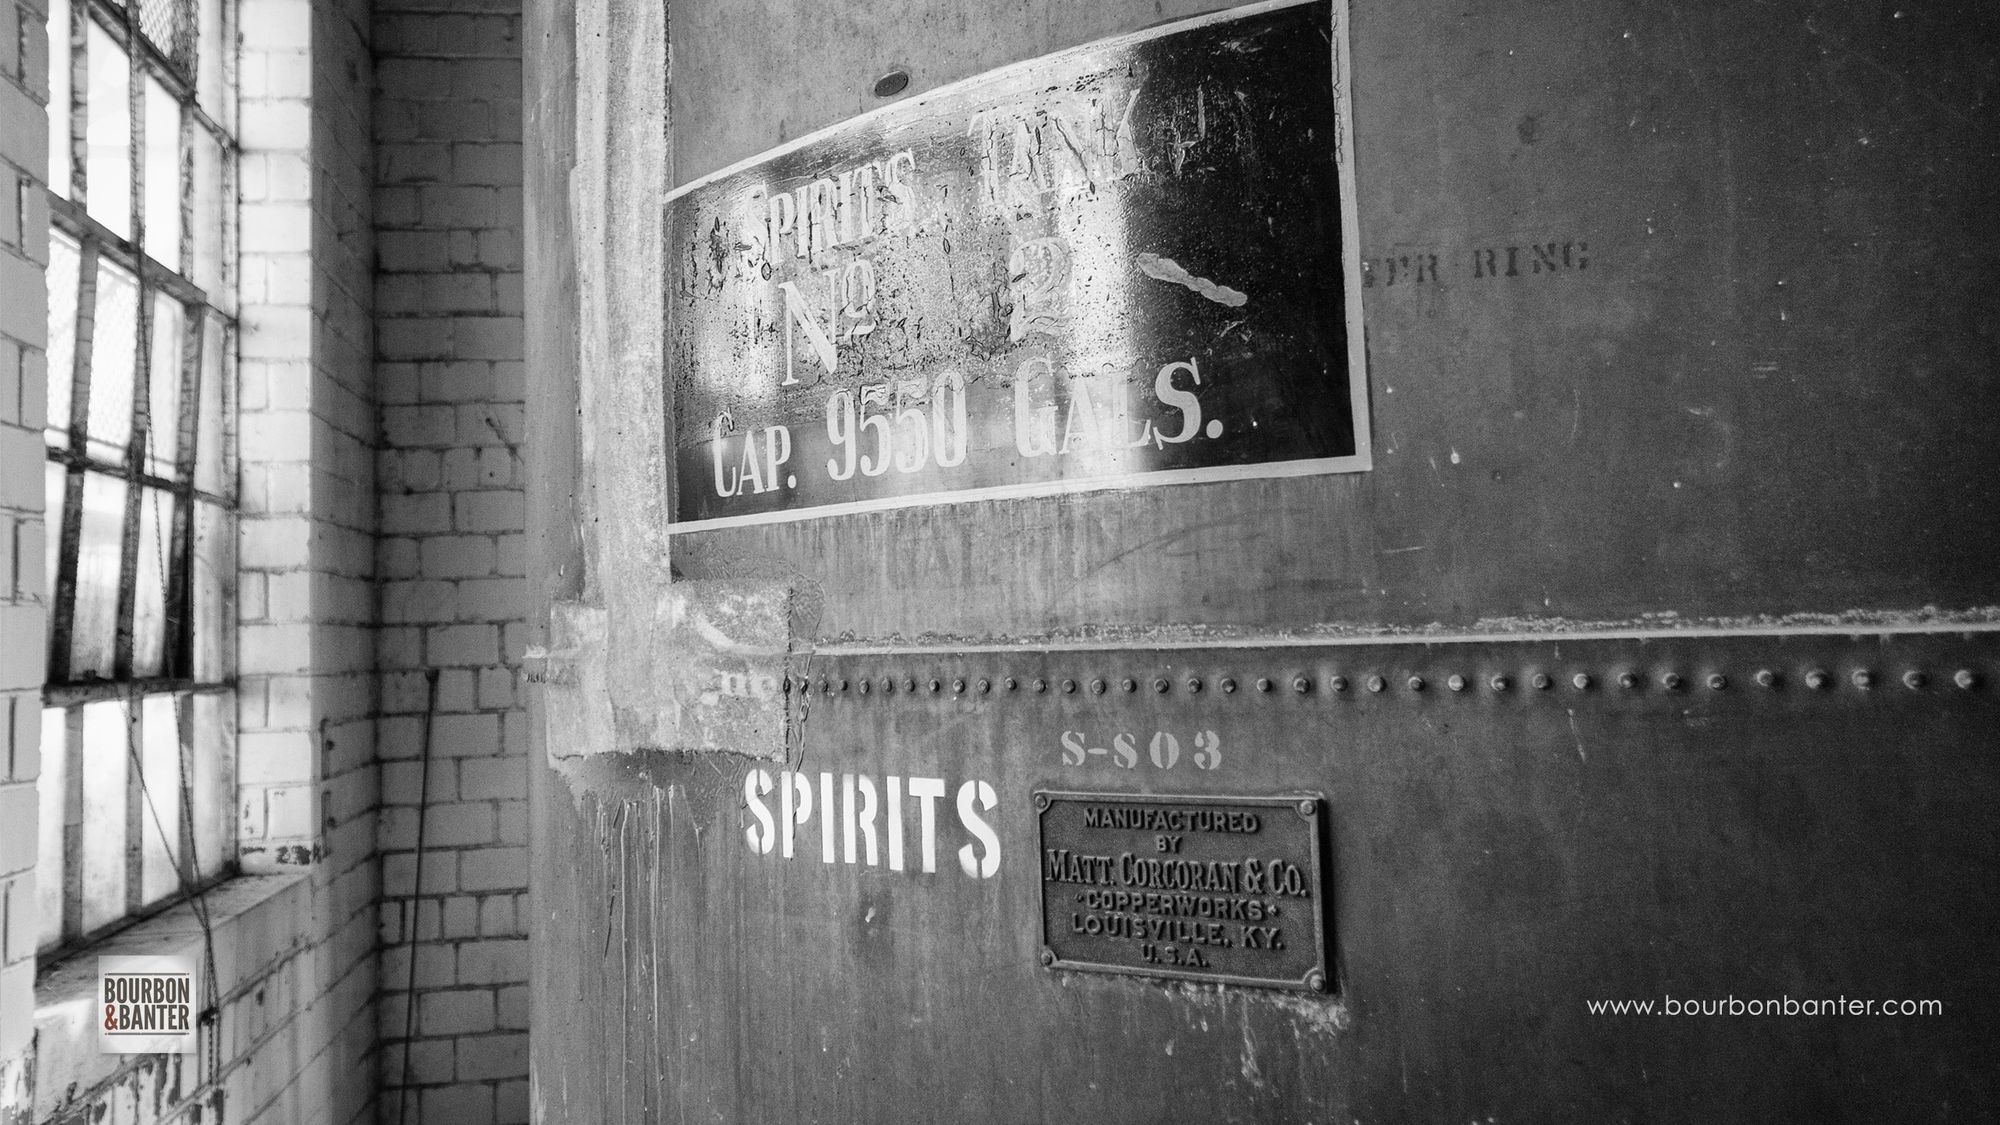 SPIRITS TANK
Nº 2
CAP. 9550 GALS.
RING
S-803
SPIRITS
MANUFACTURED
BY
MATT. CORCORAN & CO.
COPPERWORKS
LOUISVILLE, KY.
U.S.A.
BOURBON
&BANTER
www.bourbonbanter.com